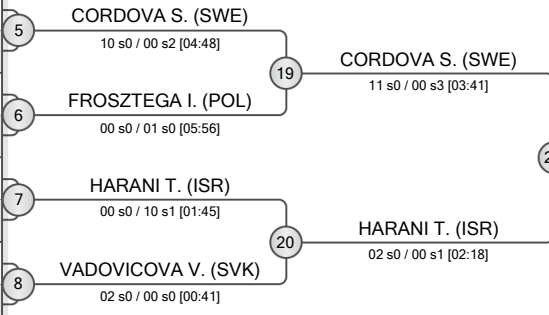 5
CORDOVA S. (SWE)
10 s0 / 00 s2 [04:48]
19
CORDOVA S. (SWE)
11 s0 / 00 s3 [03:41]
6
FROSZTEGA I. (POL)
00 s0 / 01 s0 [05:56]
7
HARANI T. (ISR)
00 s0 / 10 s1 [01:45]
20
HARANI T. (ISR)
02 s0 / 00 s1 [02:18]
8
VADOVICOVA V. (SVK)
02 s0 / 00 s0 [00:41]